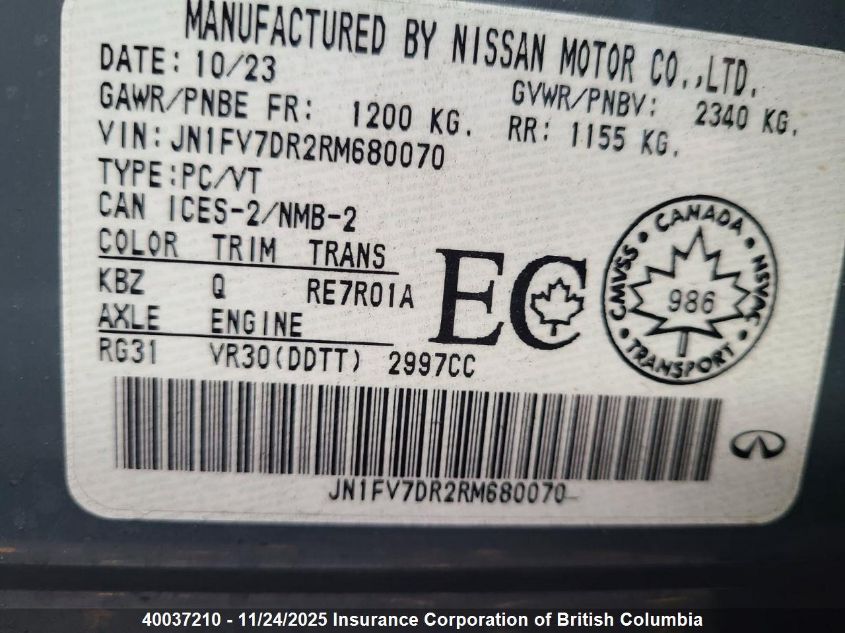 MANUFACTURED BY NISSAN MOTOR CO.,LTD.
DATE: 10/23 GVWR/PNBV: 2340 KG.
GAWR/PNBE FR: 1200 KG. RR: 1155 KG.
VIN: JN1FV7DR2RM680070
TYPE:PC/VT
CAN ICES-2/NMB-2
COLOR TRIM TRANS
KBZ Q RE7R01A
AXLE ENGINE
RG31 VR30(DDTT) 2997CC
EC
CANADA
CMVSS NSVAC
986
TRANSPORT
JN1FV7DR2RM680070
40037210 - 11/24/2025 Insurance Corporation of British Columbia